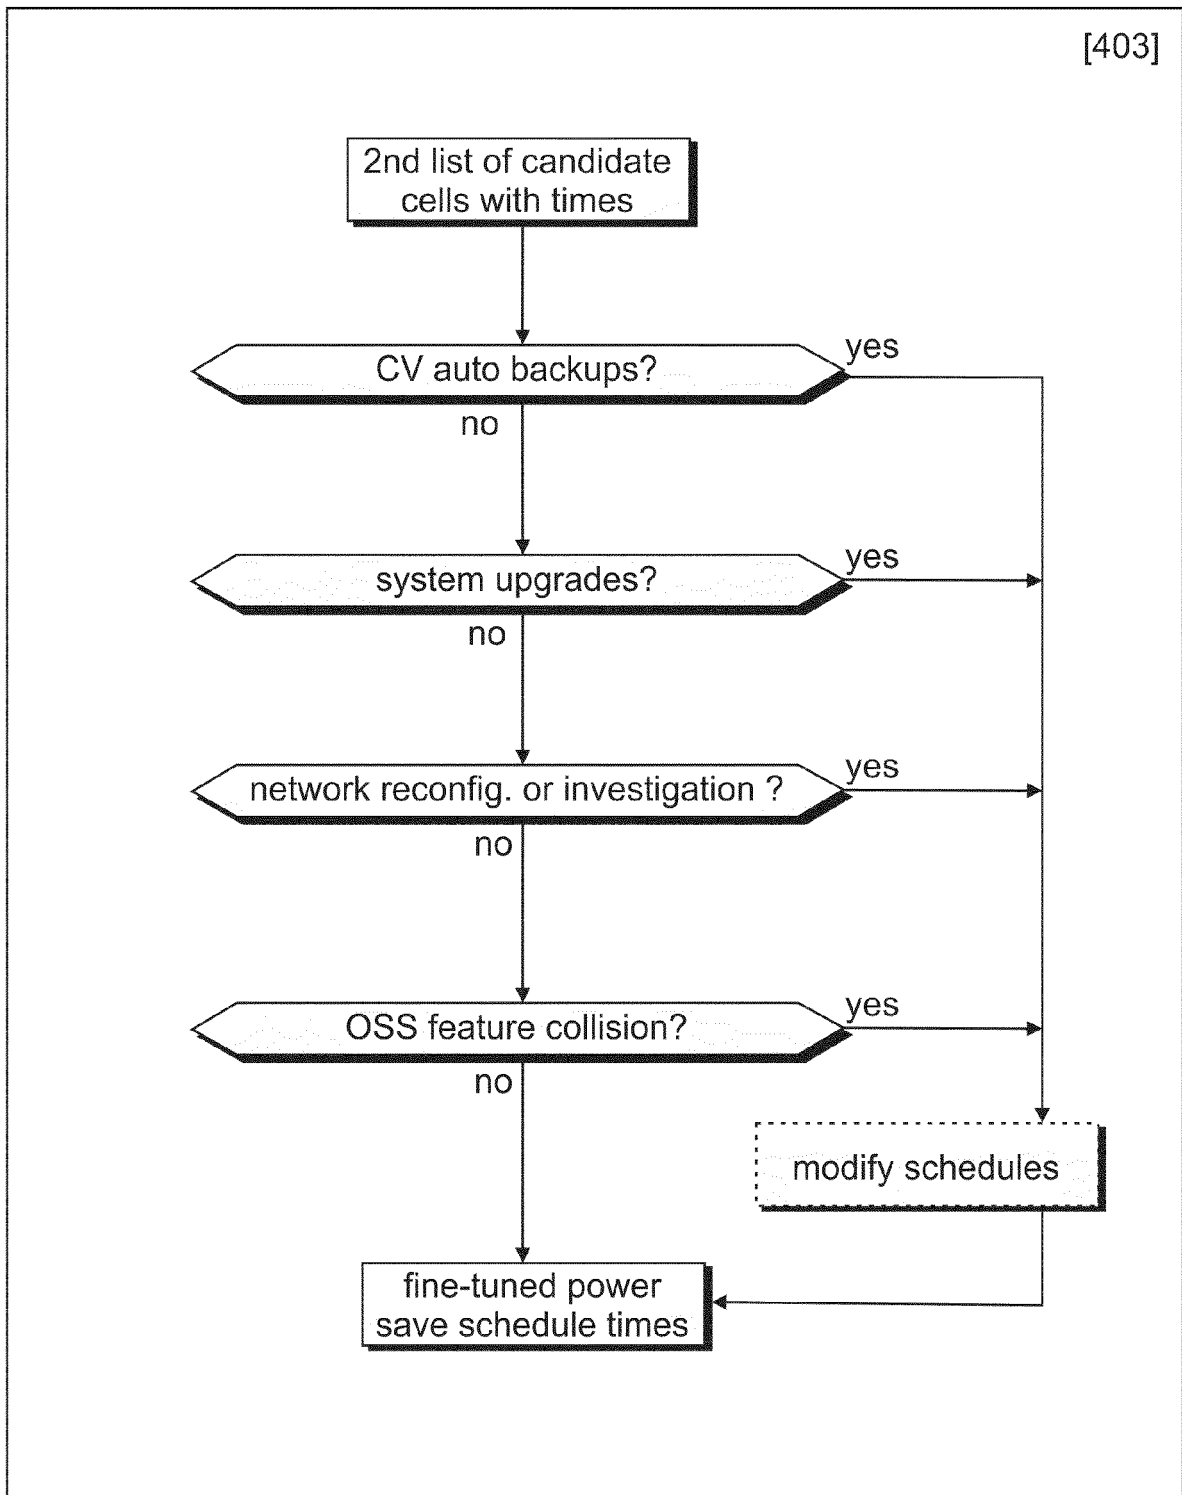 [403]
2nd list of candidate
cells with times
CV auto backups?
yes
no
system upgrades?
yes
no
network reconfig. or investigation ?
yes
no
OSS feature collision?
yes
no
modify schedules
fine-tuned power
save schedule times